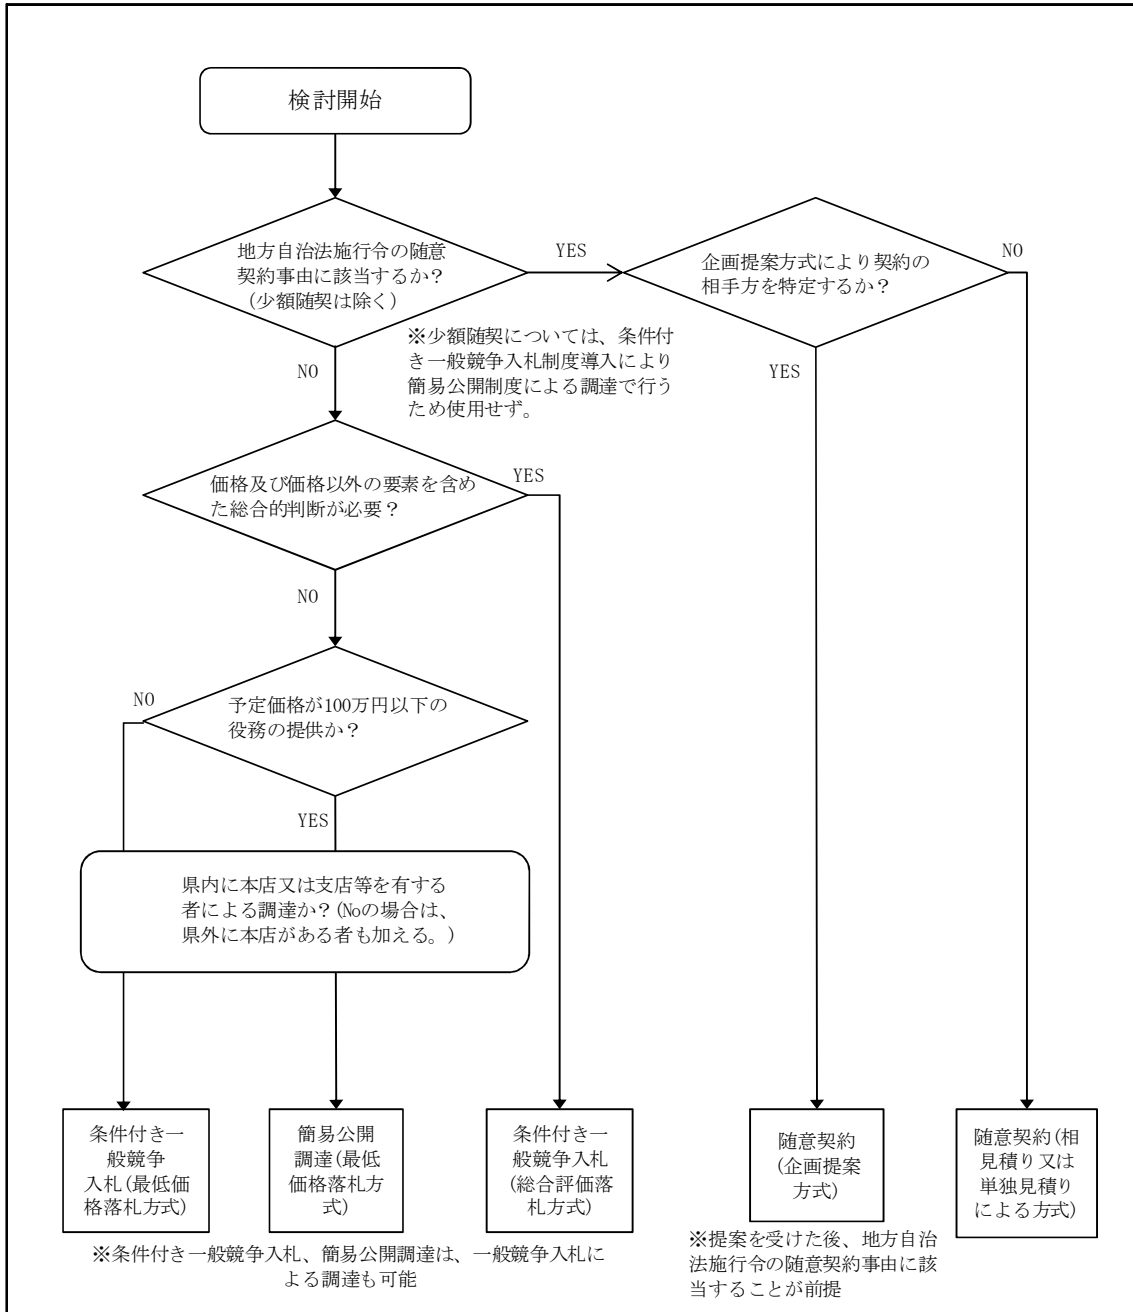 検討開始
地方自治法施行令の随意
契約事由に該当するか？
(少額随契は除く)
YES
企画提案方式により契約の
相手方を特定するか？
NO
※少額随契については、条件付
き一般競争入札制度導入により
簡易公開制度による調達で行う
ため使用せず。
NO
YES
価格及び価格以外の要素を含め
た総合的判断が必要？
YES
NO
予定価格が100万円以下の
役務の提供か？
NO
YES
県内に本店又は支店等を有する
者による調達か？(Noの場合は、
県外に本店がある者も加える。)
条件付き一
般競争
入札(最低価
格落札方式)
簡易公開
調達(最低
価格落札方
式)
条件付き一
般競争入札
(総合評価落
札方式)
随意契約
(企画提案
方式)
随意契約(相
見積り又は
単独見積り
による方式)
※条件付き一般競争入札、簡易公開調達は、一般競争入札に
よる調達も可能
※提案を受けた後、地方自治
法施行令の随意契約事由に該
当することが前提